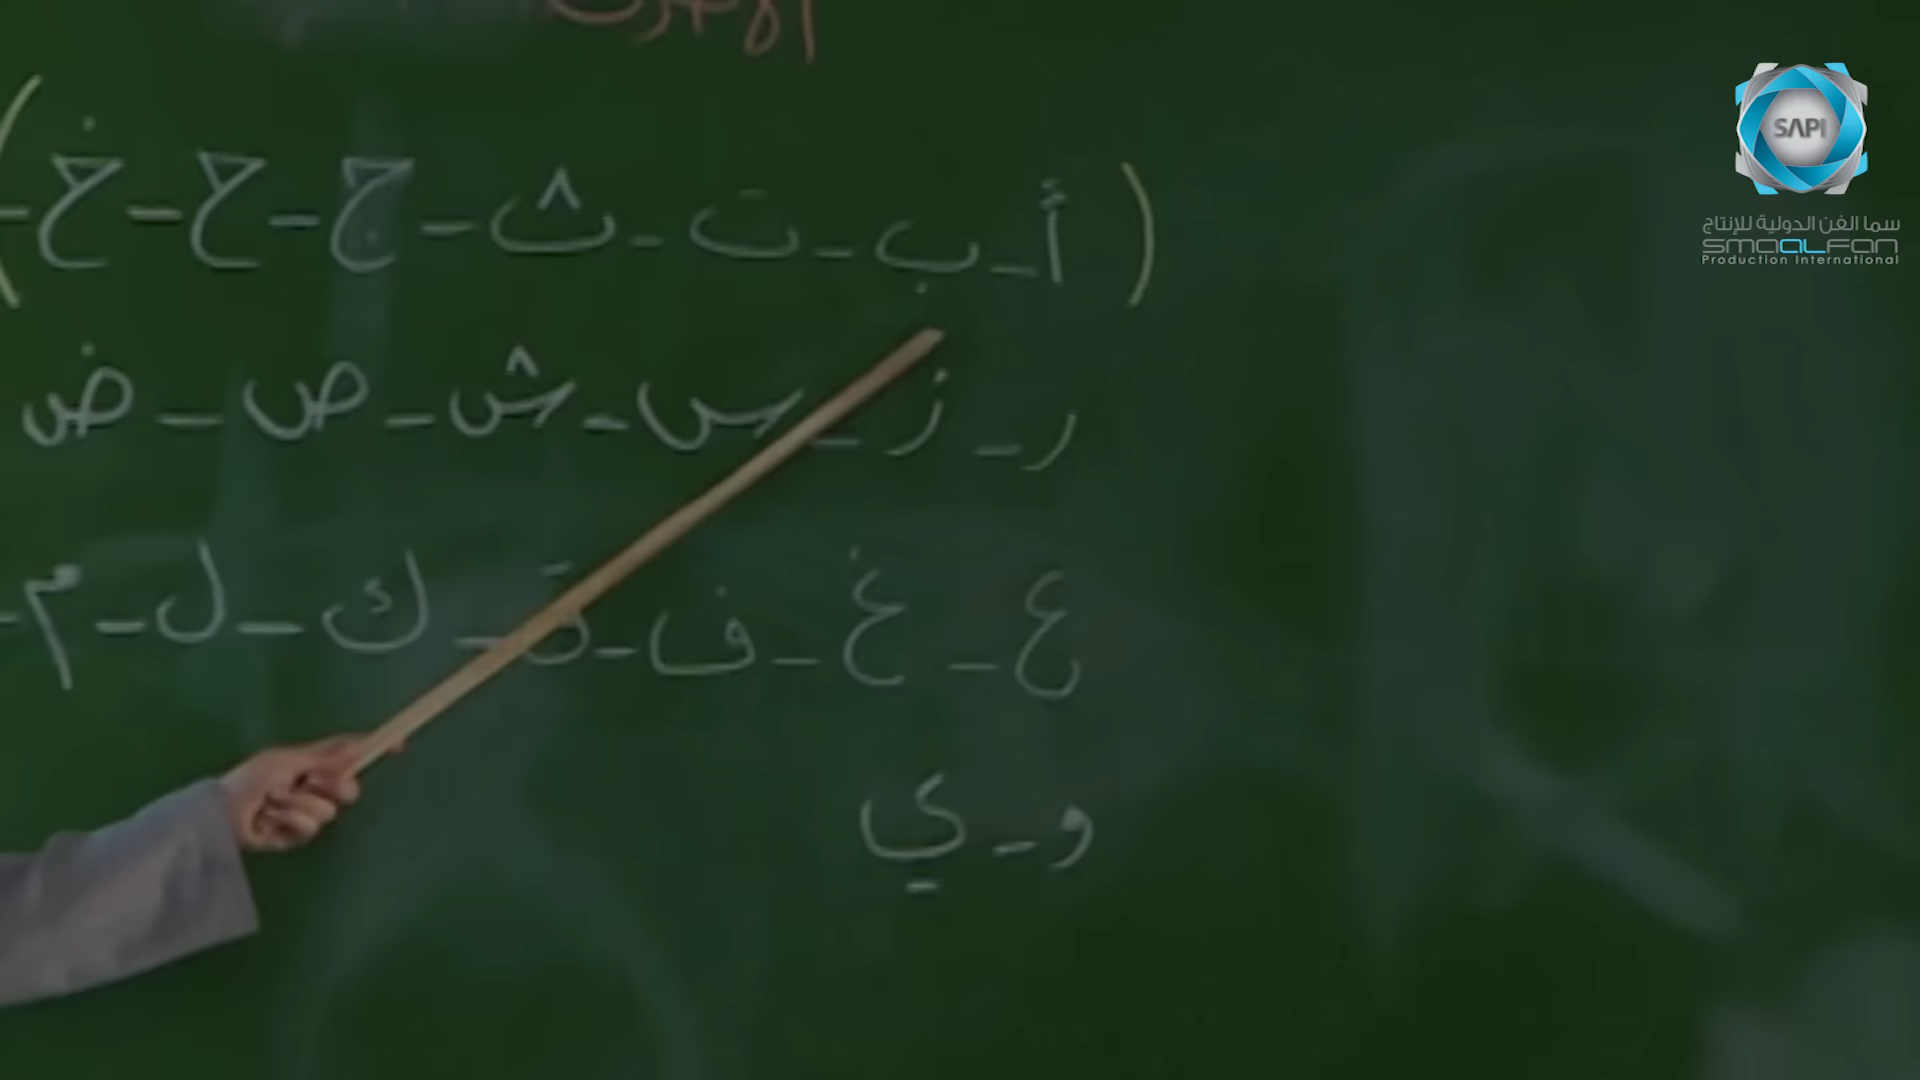 ( أ - ب - ت - ث - ج - ح - خ -
ر - ز - س - ش - ص - ض
ع - غ - ف - ق - ك - ل - م -
و - ي
SAPI
سما الفن الدولية للإنتاج
SMAALFAN
Production International